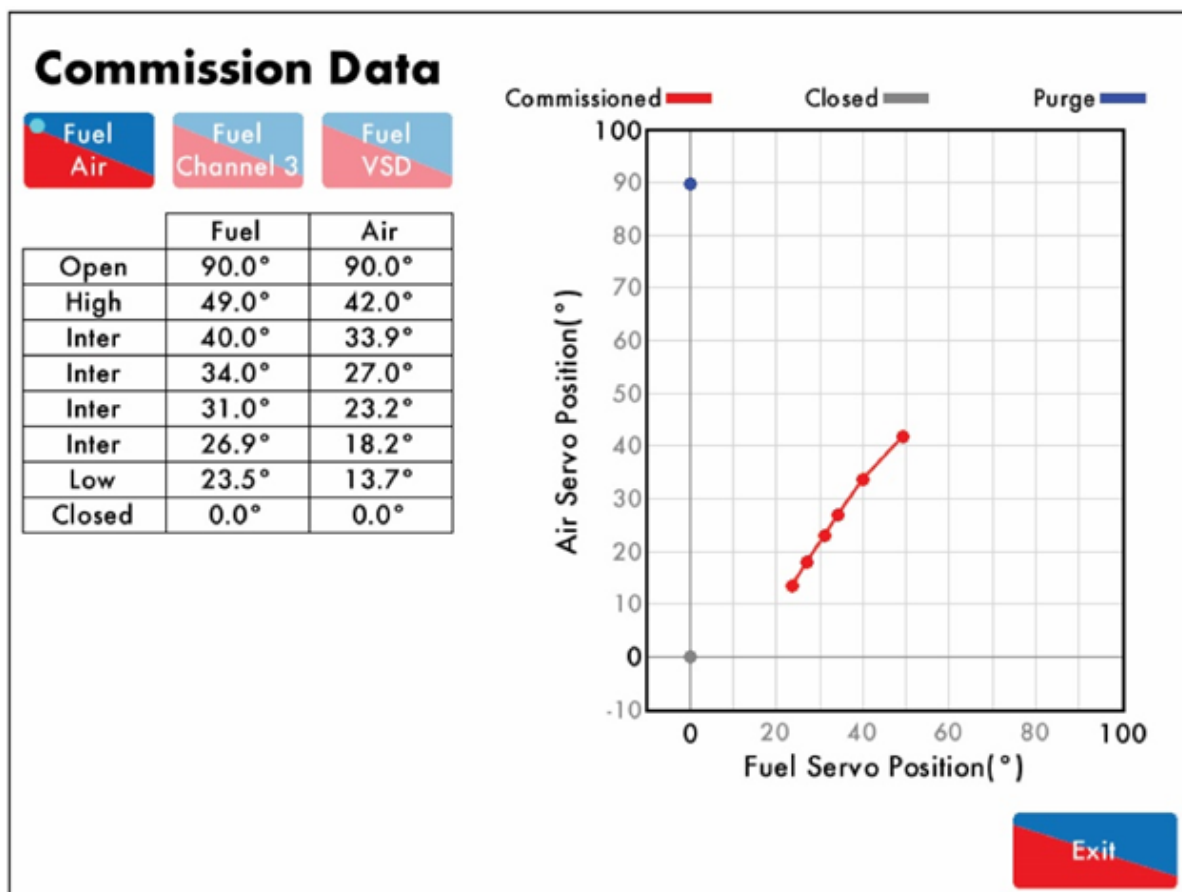 Commission Data
Fuel
Air
Fuel
Channel 3
Fuel
VSD
Fuel Air
Open 90.0° 90.0°
High 49.0° 42.0°
Inter 40.0° 33.9°
Inter 34.0° 27.0°
Inter 31.0° 23.2°
Inter 26.9° 18.2°
Low 23.5° 13.7°
Closed 0.0° 0.0°
Commissioned Closed Purge
100
90
80
70
60
50
40
30
20
10
0
-10
Air Servo Position(°)
0 20 40 60 80 100
Fuel Servo Position(°)
Exit